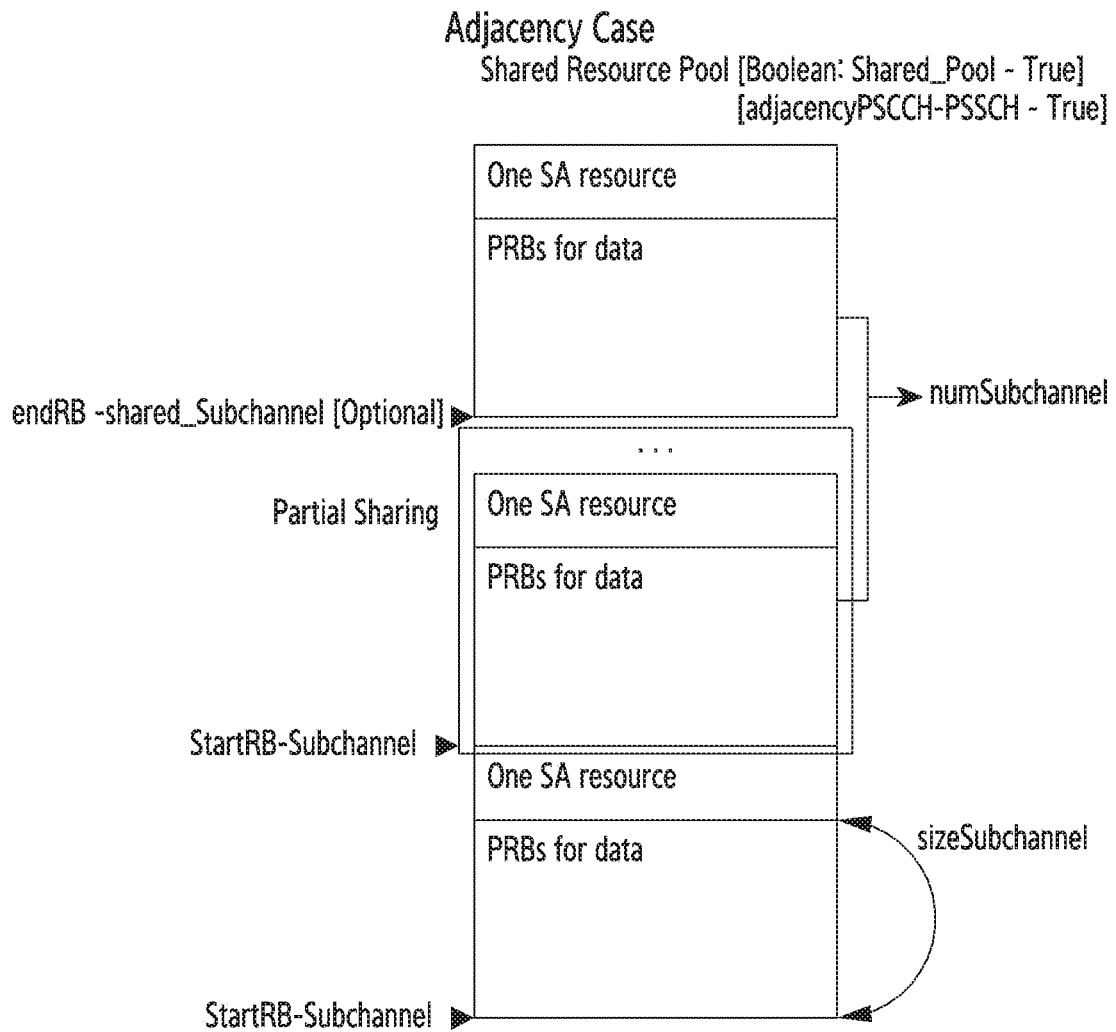 Adjacency Case
Shared Resource Pool [Boolean: Shared_Pool ~ True]
[adjacencyPSCCH-PSSCH ~ True]
One SA resource
PRBs for data
endRB -shared_Subchannel [Optional]
numSubchannel
...
Partial Sharing
One SA resource
PRBs for data
StartRB-Subchannel
One SA resource
sizeSubchannel
PRBs for data
StartRB-Subchannel